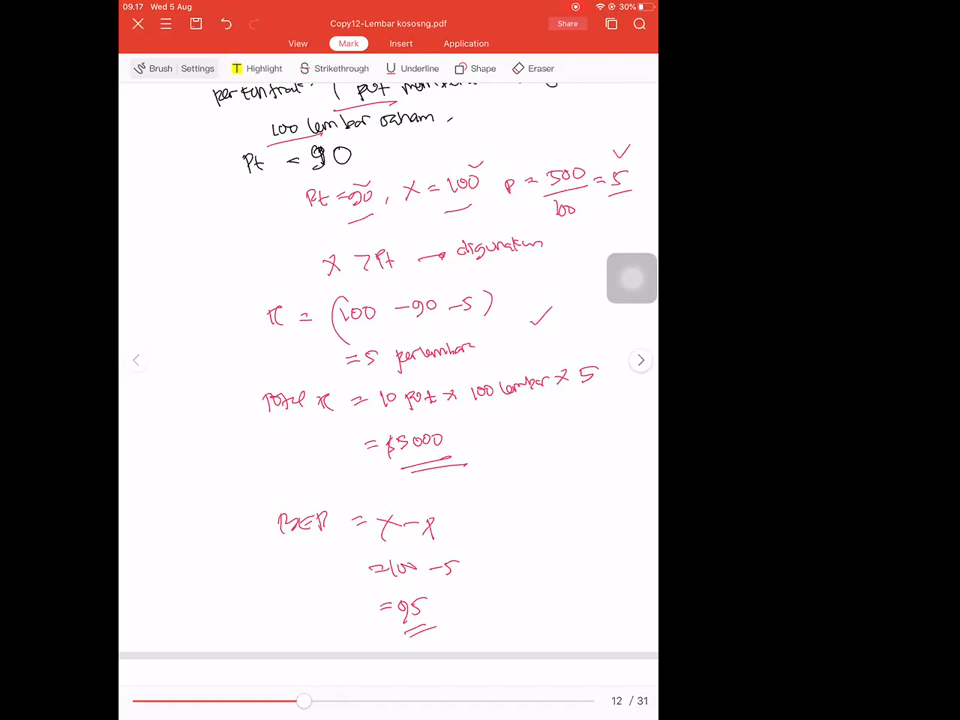 09.17 Wed 5 Aug 30%
Copy12-Lembar kososng.pdf
Share
View Mark Insert Application
Brush Settings Highlight Strikethrough Underline Shape Eraser
1 put
100 lembar saham.
Pt = 90
Pt = 90, X = 100 P = 500/100 = 5
X > Pt → digunakan
π = (100 - 90 - 5)
= 5 perlembar
Total π = 10 put x 100 lembar x 5
= $5000
BEP = X - P
= 100 - 5
= 95
12 / 31